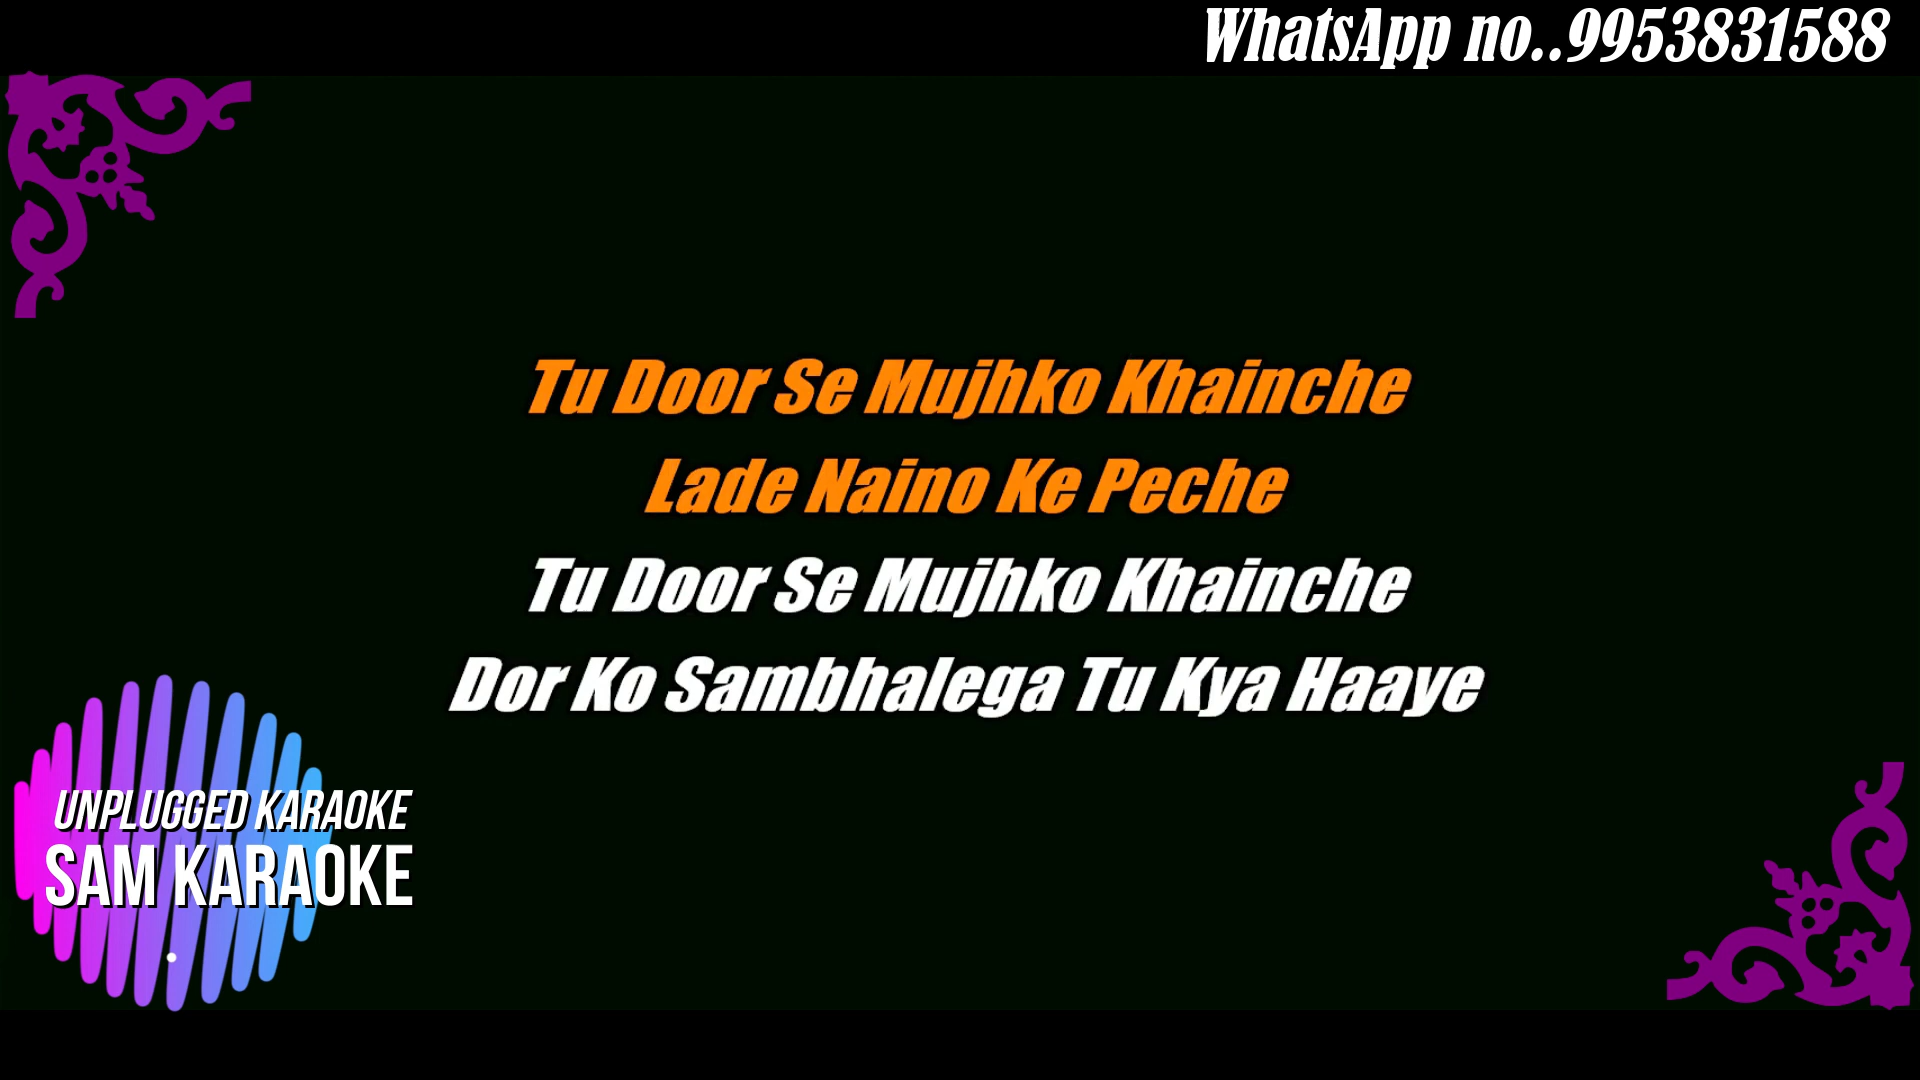 WhatsApp no..9953831588
Tu Door Se Mujhko Khainche
Lade Naino Ke Peche
Tu Door Se Mujhko Khainche
Dor Ko Sambhalega Tu Kya Haaye
UNPLUGGED KARAOKE
SAM KARAOKE